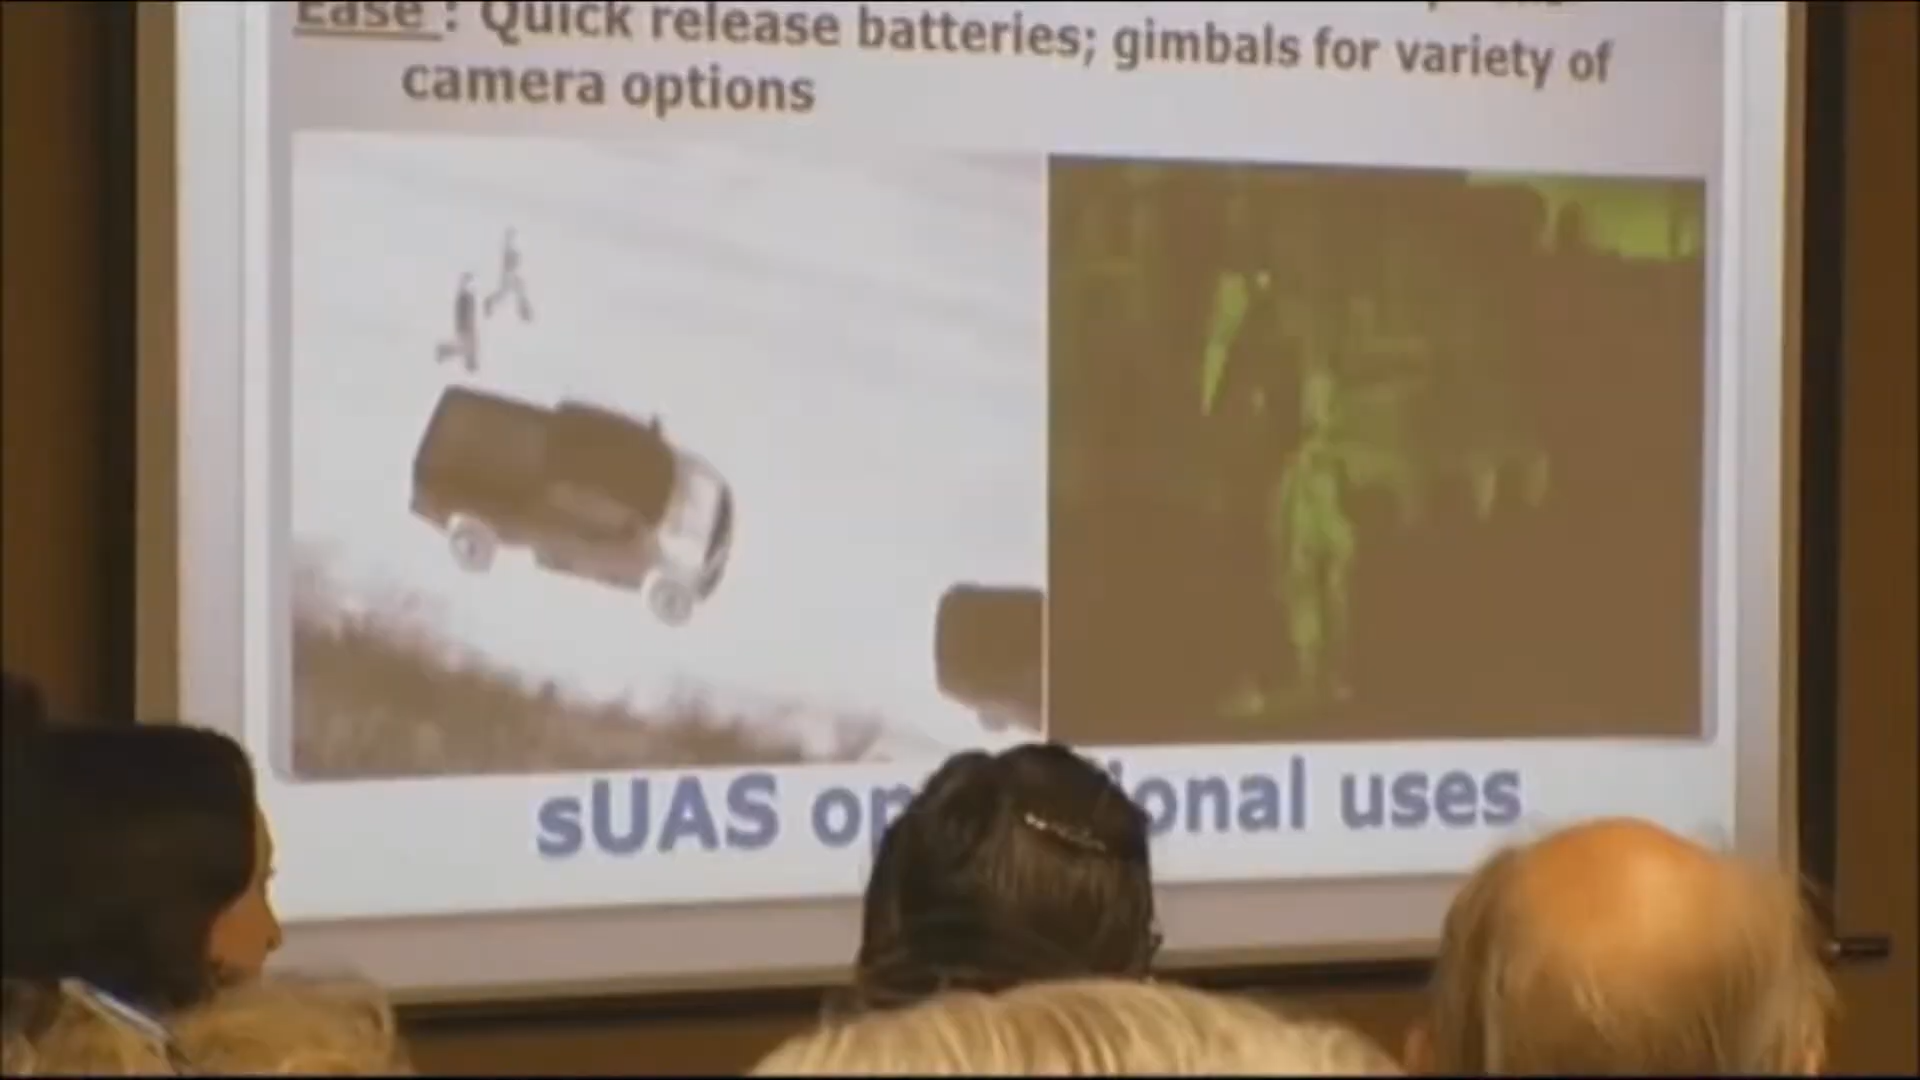 Ease : Quick release batteries; gimbals for variety of
camera options
sUAS op ional uses